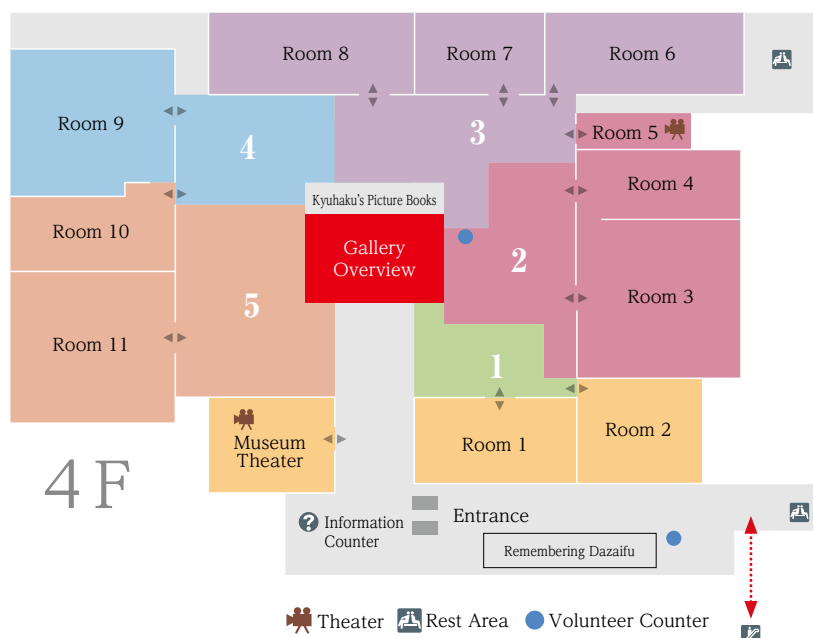 Room 8
Room 7
Room 6
Room 9
4
3
Room 5
Room 4
Kyuhaku's Picture Books
Room 10
Gallery
Overview
2
Room 3
5
Room 11
1
Museum
Theater
Room 1
Room 2
4F
? Information
Counter
Entrance
Remembering Dazaifu
Theater
Rest Area
Volunteer Counter